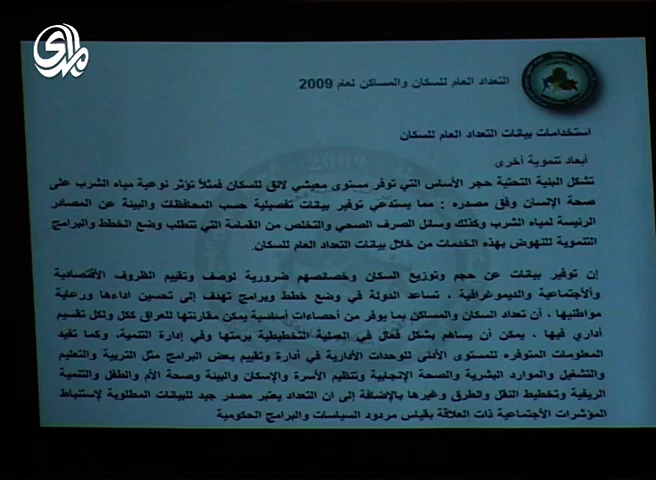 المدى
التعداد العام للسكان والمساكن لعام 2009
استخدامات بيانات التعداد العام للسكان
أبعاد تنموية أخرى
تشكل البنية التحتية حجر الأساس التي توفر مستوى معيشي لائق للسكان فمثلاً تؤثر نوعية مياه الشرب على
صحة الإنسان وفق مصدره : مما يستدعي توفير بيانات تفصيلية حسب المحافظات والبيئة عن المصادر
الرئيسة لمياه الشرب وكذلك وسائل الصرف الصحي والتخلص من القمامة التي تتطلب وضع الخطط والبرامج
التنموية للنهوض بهذه الخدمات من خلال بيانات التعداد العام للسكان.
إن توفير بيانات عن حجم وتوزيع السكان وخصائصهم ضرورية لوصف وتقييم الظروف الأقتصادية
والأجتماعية والديموغرافية ، تساعد الدولة في وضع خطط وبرامج تهدف إلى تحسين اداءها ورعاية
مواطنيها ، أن تعداد السكان والمساكن بما يوفر من أحصاءات أساسية يمكن مقارنتها للعراق ككل ولكل تقسيم
أداري فيها ، يمكن أن يساهم بشكل فعال في العملية التخطيطية برمتها وفي إدارة التنمية، وكما تفيد
المعلومات المتوفره للمستوى الأدنى للوحدات الأدارية في أدارة وتقييم بعض البرامج مثل التربية والتعليم
والتشغيل والموارد البشرية والصحة الإنجابية وتنظيم الأسرة والإسكان والبيئة وصحة الأم والطفل والتنمية
الريفية وتخطيط النقل والطرق وغيرها بالإضافة إلى ان التعداد يعتبر مصدر جيد للبيانات المطلوبة لإستنباط
المؤشرات الأجتماعية ذات العلاقة بقياس مردود السياسات والبرامج الحكومية